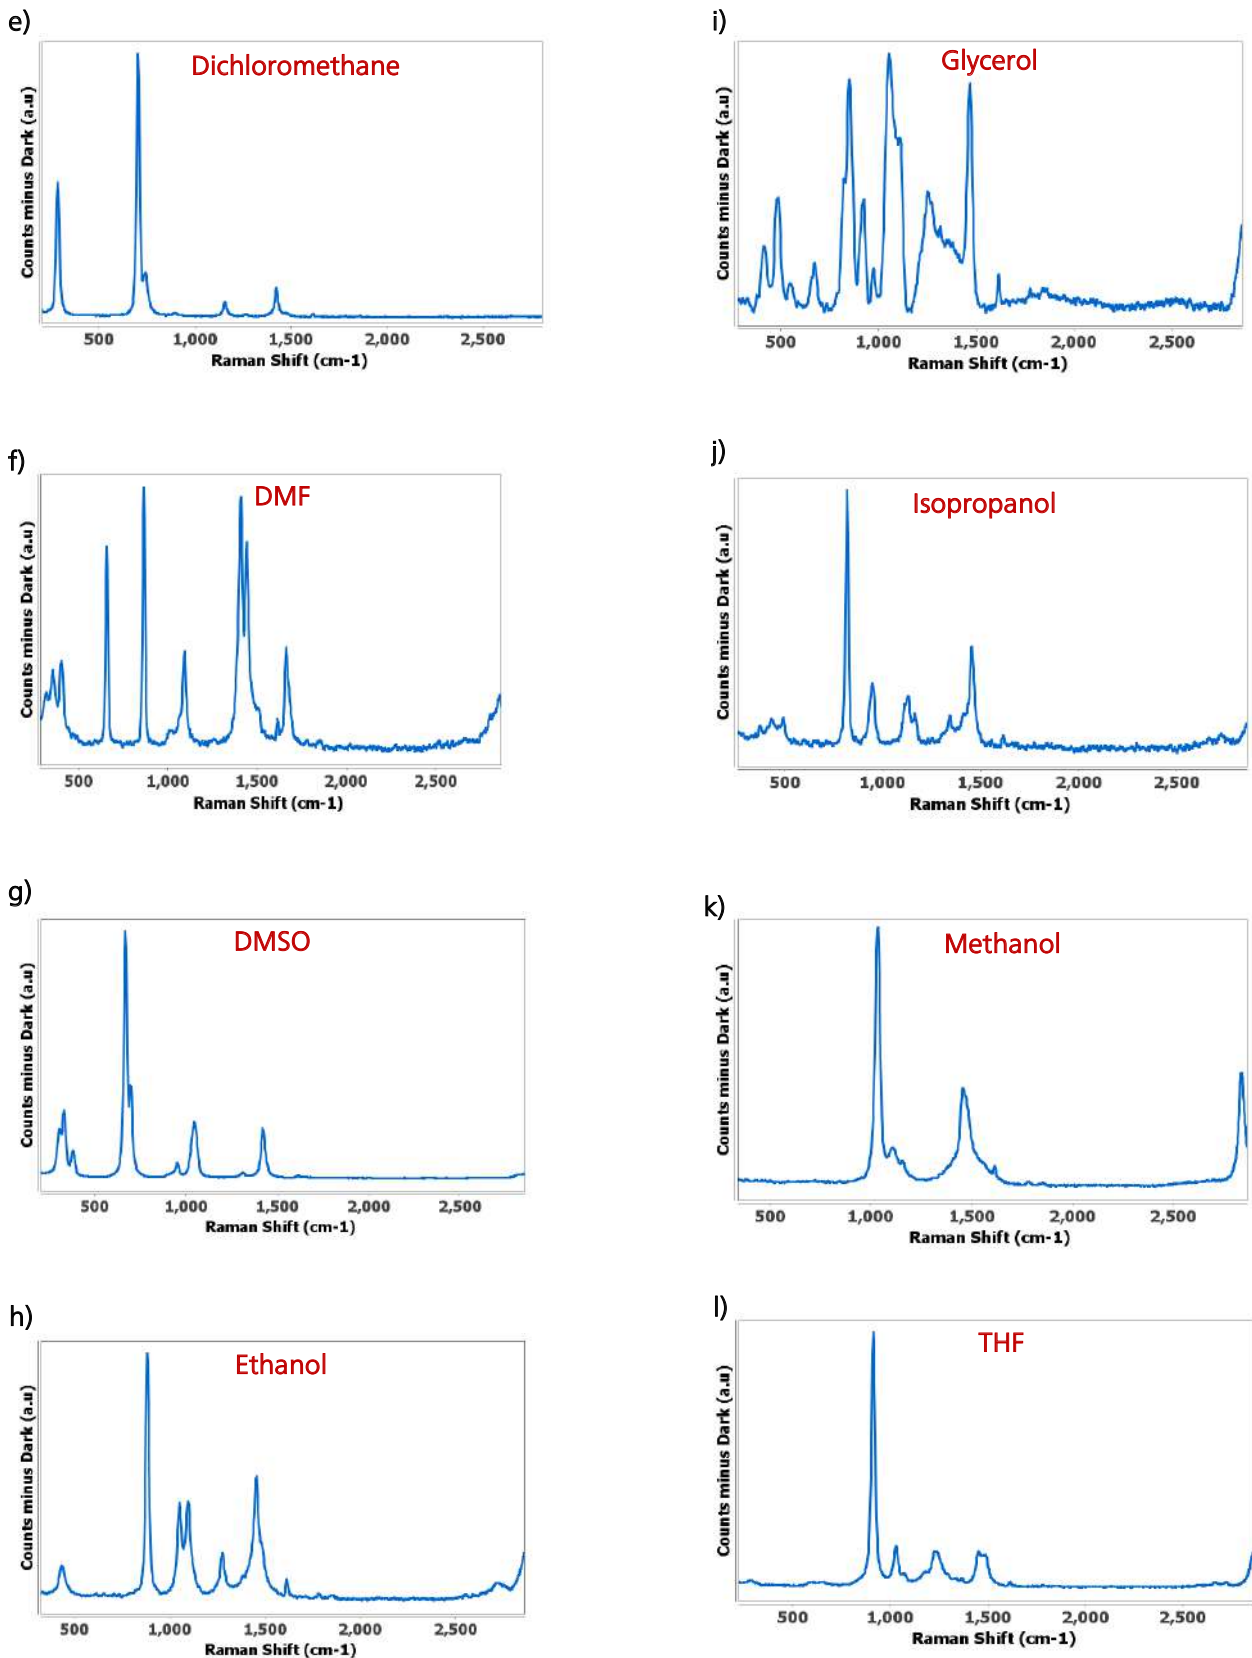 e)
Dichloromethane
Counts minus Dark (a.u)
500 1,000 1,500 2,000 2,500
Raman Shift (cm-1)
i)
Glycerol
Counts minus Dark (a.u)
500 1,000 1,500 2,000 2,500
Raman Shift (cm-1)
f)
DMF
Counts minus Dark (a.u)
500 1,000 1,500 2,000 2,500
Raman Shift (cm-1)
j)
Isopropanol
Counts minus Dark (a.u)
500 1,000 1,500 2,000 2,500
Raman Shift (cm-1)
g)
DMSO
Counts minus Dark (a.u)
500 1,000 1,500 2,000 2,500
Raman Shift (cm-1)
k)
Methanol
Counts minus Dark (a.u)
500 1,000 1,500 2,000 2,500
Raman Shift (cm-1)
h)
Ethanol
Counts minus Dark (a.u)
500 1,000 1,500 2,000 2,500
Raman Shift (cm-1)
l)
THF
Counts minus Dark (a.u)
500 1,000 1,500 2,000 2,500
Raman Shift (cm-1)